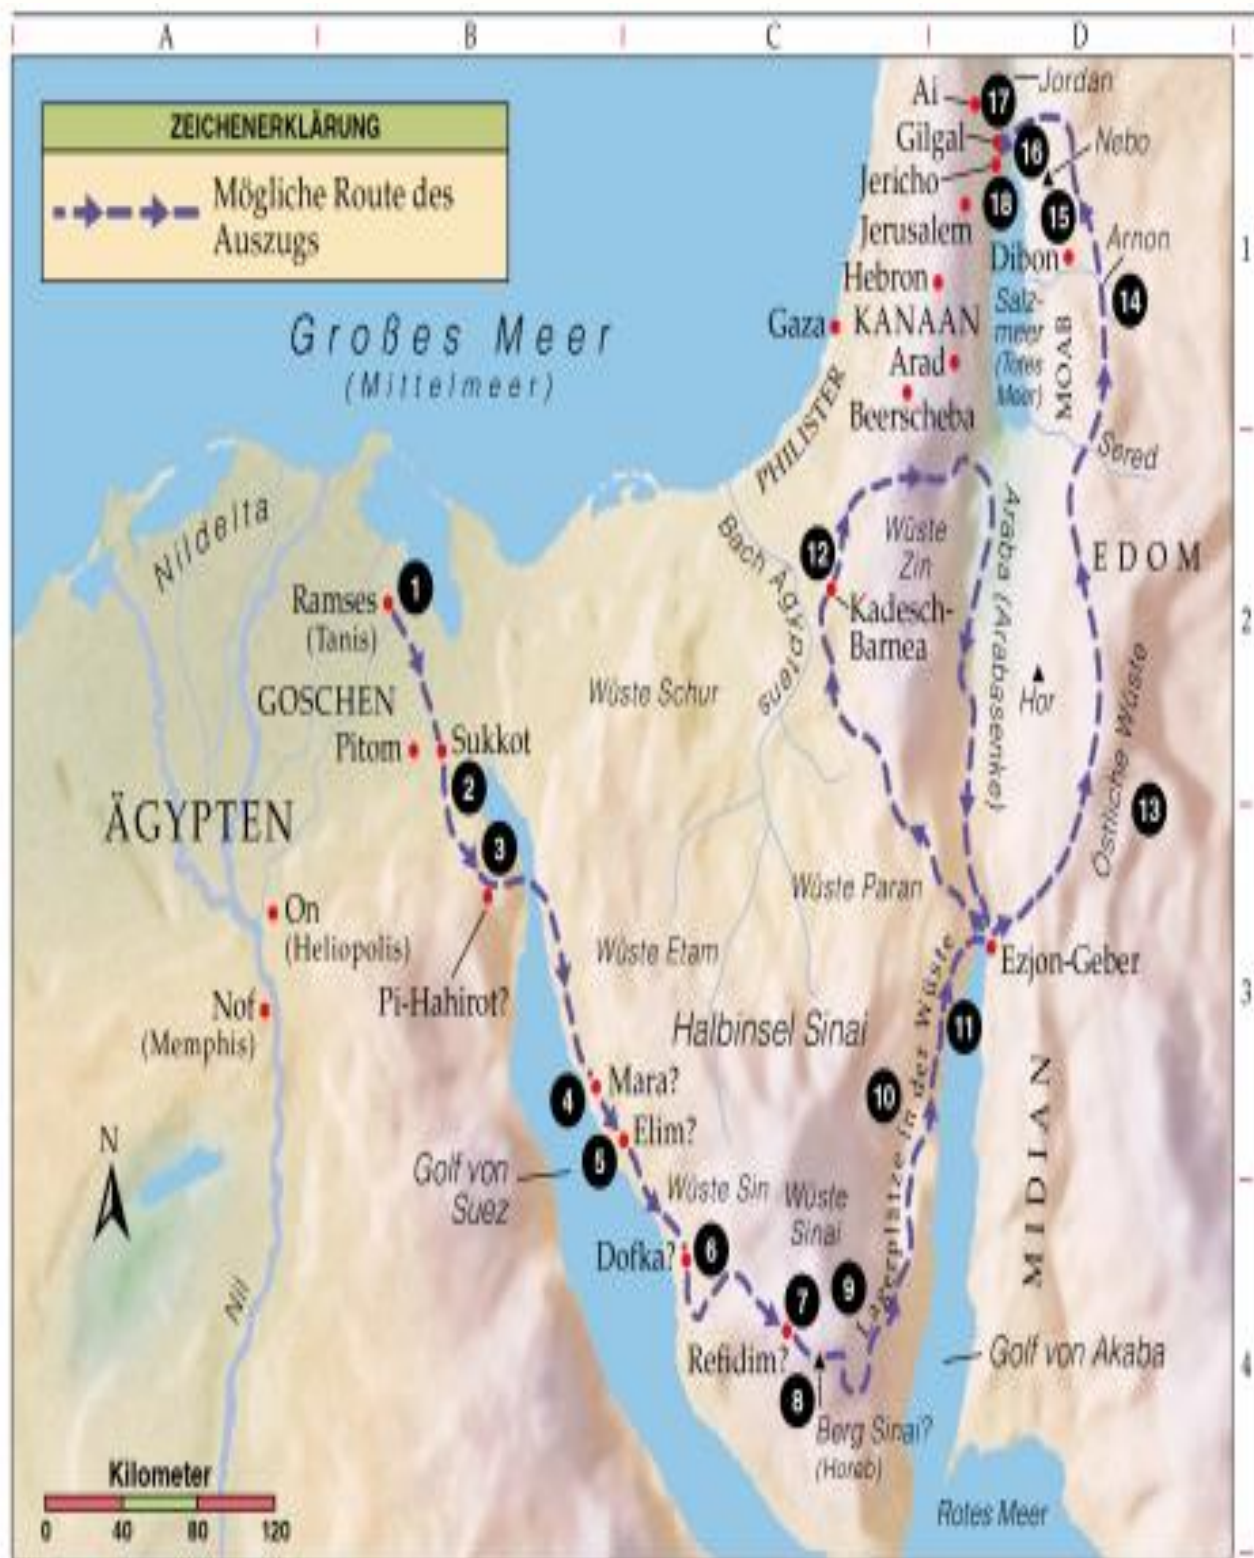 A B C D
ZEICHENERKLÄRUNG
Mögliche Route des
Auszugs
Ai
17
Jordan
Gilgal
16
Nebo
Jericho
18
15
Jerusalem
Arnon
Dibon
1
Hebron
14
Salz-
meer
(Totes
Meer)
Gaza
KANAAN
MOAB
Großes Meer
(Mittelmeer)
Arad
Beerscheba
PHILISTER
Sered
Nildelta
Bach Ägyptens
12
Wüste
Zin
Araba (Arabasenke)
EDOM
1
Ramses
(Tanis)
Kadesch-
Barnea
2
Wüste Schur
Hor
GOSCHEN
Pitom
Sukkot
2
Östliche Wüste
13
ÄGYPTEN
3
Wüste Paran
On
(Heliopolis)
Wüste Etam
Ezjon-Geber
Pi-Hahirot?
Nof
(Memphis)
3
Halbinsel Sinai
11
Lagerplätze in der Wüste
10
Mara?
4
Elim?
MIDIAN
N
Golf von
Suez
5
Wüste Sin
Wüste
Sinai
Dofka?
6
9
7
Nil
Refidim?
Golf von Akaba
4
8
Berg Sinai?
(Horeb)
Kilometer
0 40 80 120
Rotes Meer